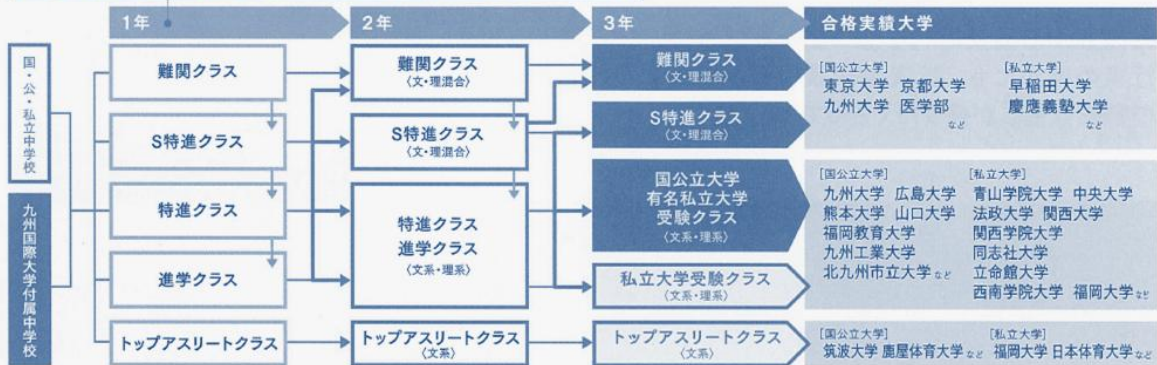 1年
2年
3年
合格実績大学
国・公・私立中学校
九州国際大学付属中学校
難関クラス
S特進クラス
特進クラス
進学クラス
トップアスリートクラス
難関クラス
〈文・理混合〉
S特進クラス
〈文・理混合〉
特進クラス
進学クラス
〈文系・理系〉
トップアスリートクラス
〈文系〉
難関クラス
〈文・理混合〉
S特進クラス
〈文・理混合〉
国公立大学
有名私立大学
受験クラス
〈文系・理系〉
私立大学受験クラス
〈文系・理系〉
トップアスリートクラス
〈文系〉
[国公立大学]
東京大学 京都大学
九州大学 医学部
など
[私立大学]
早稲田大学
慶應義塾大学
など
[国公立大学]
九州大学 広島大学
熊本大学 山口大学
福岡教育大学
九州工業大学
北九州市立大学など
[私立大学]
青山学院大学 中央大学
法政大学 関西大学
関西学院大学
同志社大学
立命館大学
西南学院大学 福岡大学など
[国公立大学]
筑波大学 鹿屋体育大学など
[私立大学]
福岡大学 日本体育大学など